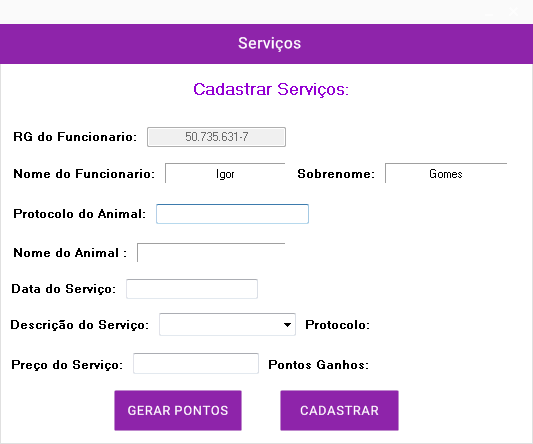 Serviços
Cadastrar Serviços:
RG do Funcionario: 50.735.631-7
Nome do Funcionario: Igor Sobrenome: Gomes
Protocolo do Animal:
Nome do Animal :
Data do Serviço:
Descrição do Serviço: Protocolo:
Preço do Serviço: Pontos Ganhos:
GERAR PONTOS CADASTRAR